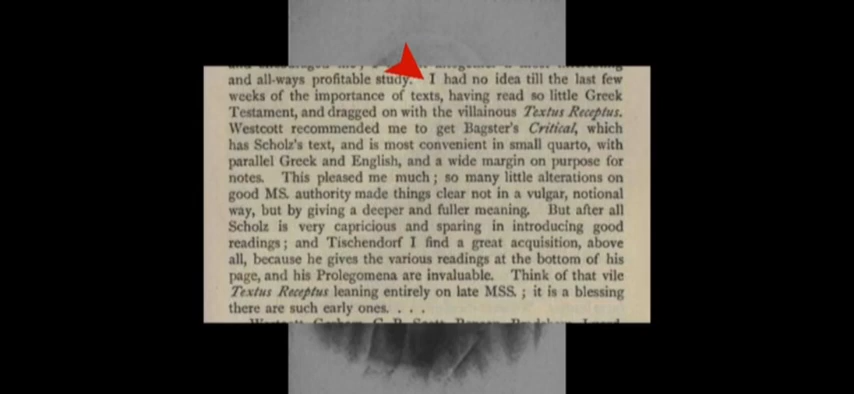 and all-ways profitable study. I had no idea till the last few
weeks of the importance of texts, having read so little Greek
Testament, and dragged on with the villainous Textus Receptus.
Westcott recommended me to get Bagster's Critical, which
has Scholz's text, and is most convenient in small quarto, with
parallel Greek and English, and a wide margin on purpose for
notes. This pleased me much; so many little alterations on
good MS. authority made things clear not in a vulgar, notional
way, but by giving a deeper and fuller meaning. But after all
Scholz is very capricious and sparing in introducing good
readings; and Tischendorf I find a great acquisition, above
all, because he gives the various readings at the bottom of his
page, and his Prolegomena are invaluable. Think of that vile
Textus Receptus leaning entirely on late MSS.; it is a blessing
there are such early ones. . . .